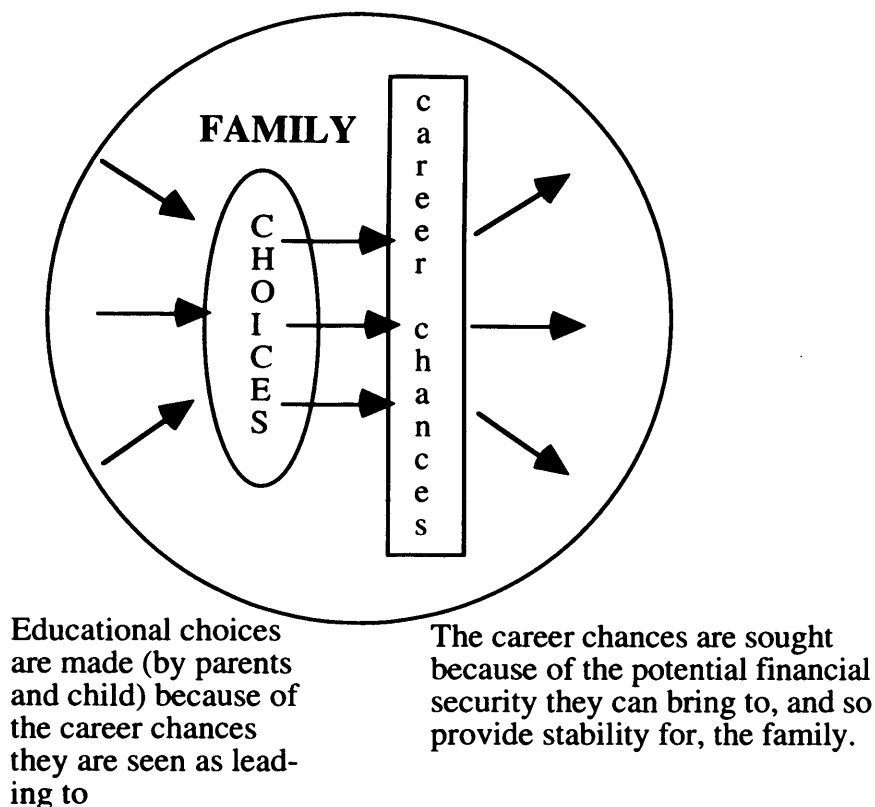 FAMILY
CHOICES
career chances
Educational choices
are made (by parents
and child) because of
the career chances
they are seen as lead-
ing to
The career chances are sought
because of the potential financial
security they can bring to, and so
provide stability for, the family.